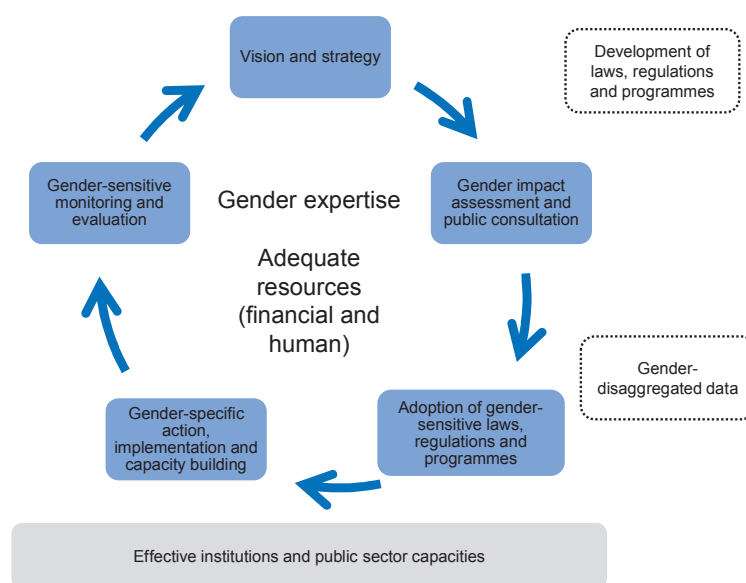 Vision and strategy
Development of
laws, regulations
and programmes
Gender-sensitive
monitoring and
evaluation
Gender expertise
Gender impact
assessment and
public consultation
Adequate
resources
(financial and
human)
Gender-
disaggregated data
Gender-specific
action,
implementation and
capacity building
Adoption of gender-
sensitive laws,
regulations and
programmes
Effective institutions and public sector capacities